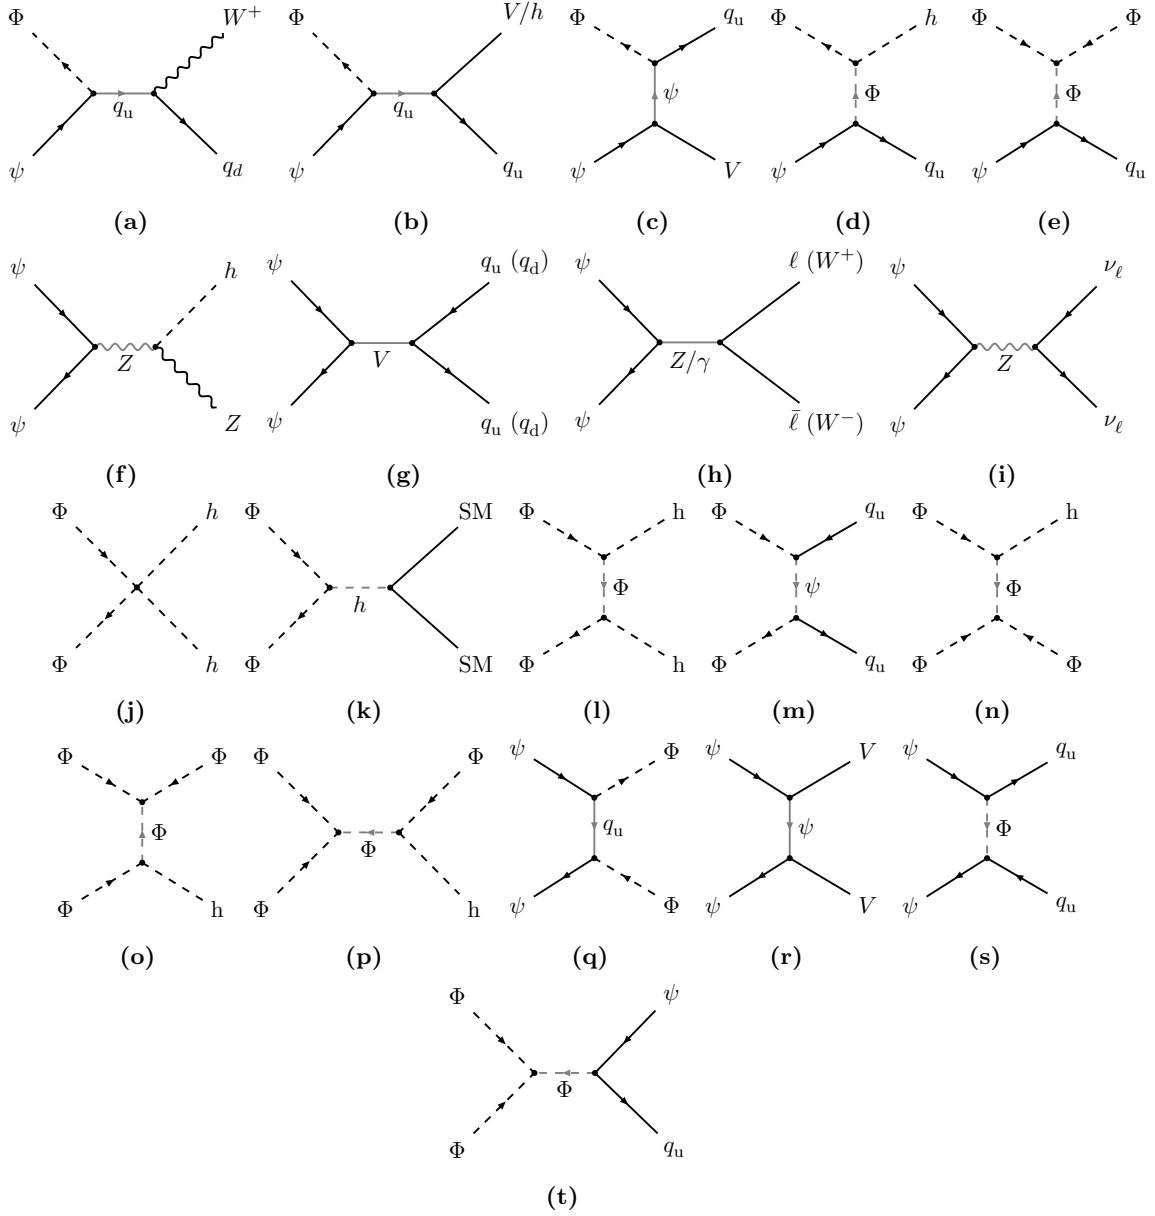 Φ W⁺ Φ V/h Φ q_u Φ h Φ Φ
q_u q_u ψ Φ Φ
ψ q_d ψ q_u ψ V ψ q_u ψ q_u
(a) (b) (c) (d) (e)
ψ h ψ q_u (q_d) ψ ℓ (W⁺) ψ ν_ℓ
Z V Z/γ Z
ψ Z ψ q_u (q_d) ψ ℓ̄ (W⁻) ψ ν_ℓ
(f) (g) (h) (i)
Φ h Φ SM Φ h Φ q_u Φ h
h Φ ψ Φ
Φ h Φ SM Φ h Φ q_u Φ Φ
(j) (k) (l) (m) (n)
Φ Φ Φ Φ ψ Φ ψ V ψ q_u
Φ Φ q_u ψ Φ
Φ h Φ h ψ Φ ψ V ψ q_u
(o) (p) (q) (r) (s)
Φ ψ
Φ
Φ q_u
(t)